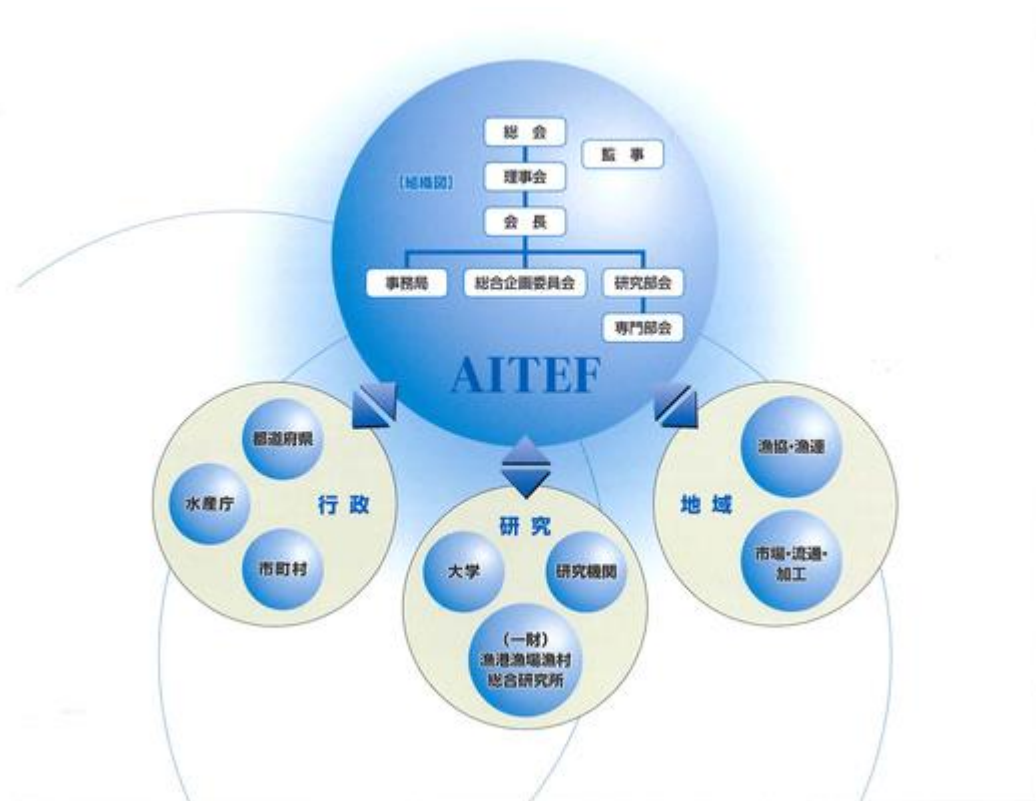 総 会
監 事
【組織図】
理事会
会 長
事務局
総合企画委員会
研究部会
専門部会
AITEF
都道府県
水産庁
行 政
市町村
研 究
大学
研究機関
(一財)
漁港漁場漁村
総合研究所
漁協・漁連
地 域
市場・流通・
加工